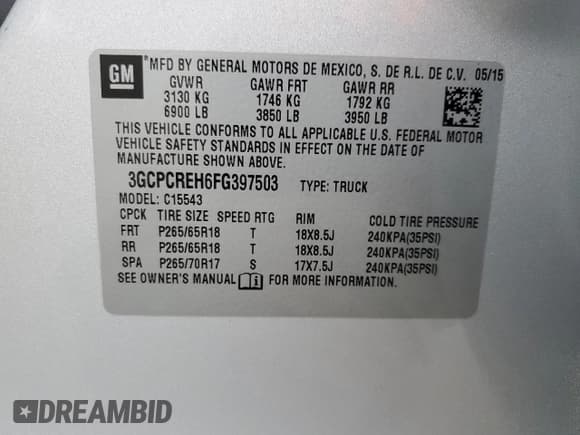 GM *MFD BY GENERAL MOTORS DE MEXICO, S. DE R.L. DE C.V. 05/15
GVWR GAWR FRT GAWR RR
3130 KG 1746 KG 1792 KG
6900 LB 3850 LB 3950 LB
THIS VEHICLE CONFORMS TO ALL APPLICABLE U.S. FEDERAL MOTOR
VEHICLE SAFETY STANDARDS IN EFFECT ON THE DATE OF
MANUFACTURE SHOWN ABOVE.
3GCPCREH6FG397503 TYPE: TRUCK
MODEL: C15543
CPCK TIRE SIZE SPEED RTG RIM COLD TIRE PRESSURE
FRT P265/65R18 T 18X8.5J 240KPA(35PSI)
RR P265/65R18 T 18X8.5J 240KPA(35PSI)
SPA P265/70R17 S 17X7.5J 240KPA(35PSI)
SEE OWNER'S MANUAL FOR MORE INFORMATION.
DREAMBID